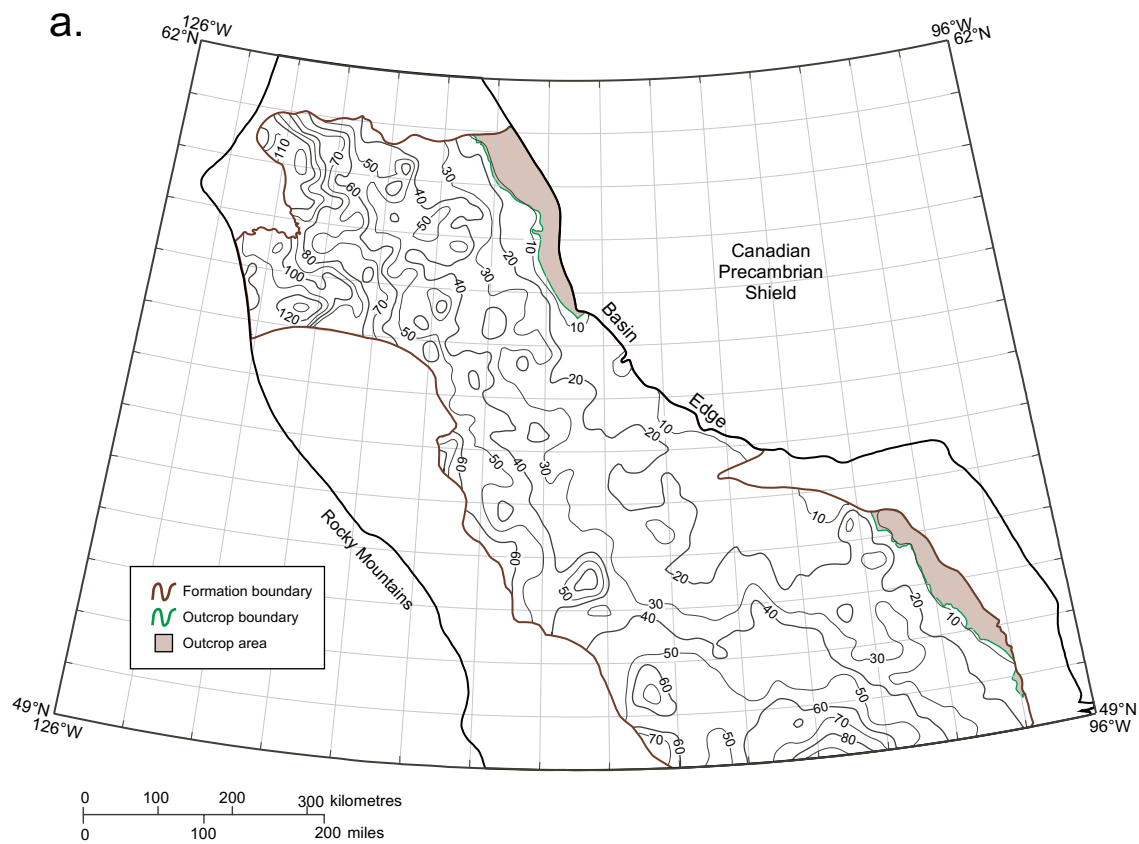 a.
126°W
62°N
96°W
62°N
110
70
50
60
40
30
50
10
20
80
100
30
40
120
70
50
10
Canadian
Precambrian
Shield
Basin
Edge
20
10
20
60
50
40
30
10
60
50
20
30
40
40
20
10
50
30
60
50
60
70
80
70
60
50
Rocky Mountains
Formation boundary
Outcrop boundary
Outcrop area
49°N
126°W
49°N
96°W
0 100 200 300 kilometres
0 100 200 miles